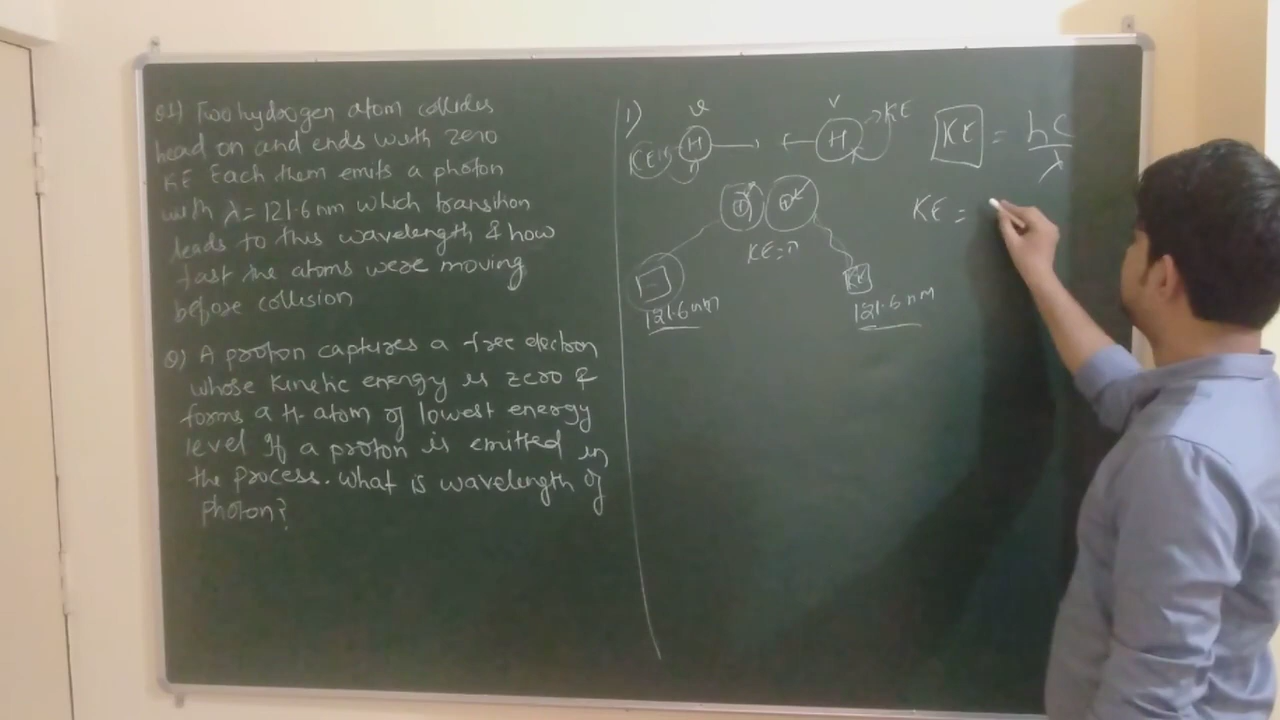 Q1) Two hydrogen atom collides
head on and ends with zero
KE Each them emits a photon
with λ = 121.6 nm which transition
leads to this wavelength & how
fast the atoms were moving
before collision
Q) A proton captures a free electron
whose kinetic energy is zero &
forms a H-atom of lowest energy
level If a proton is emitted in
the process. What is wavelength of
photon?
1)
v
H
H
KE
KE = hc/λ
KE =
121.6 nm
KE
121.6 nm